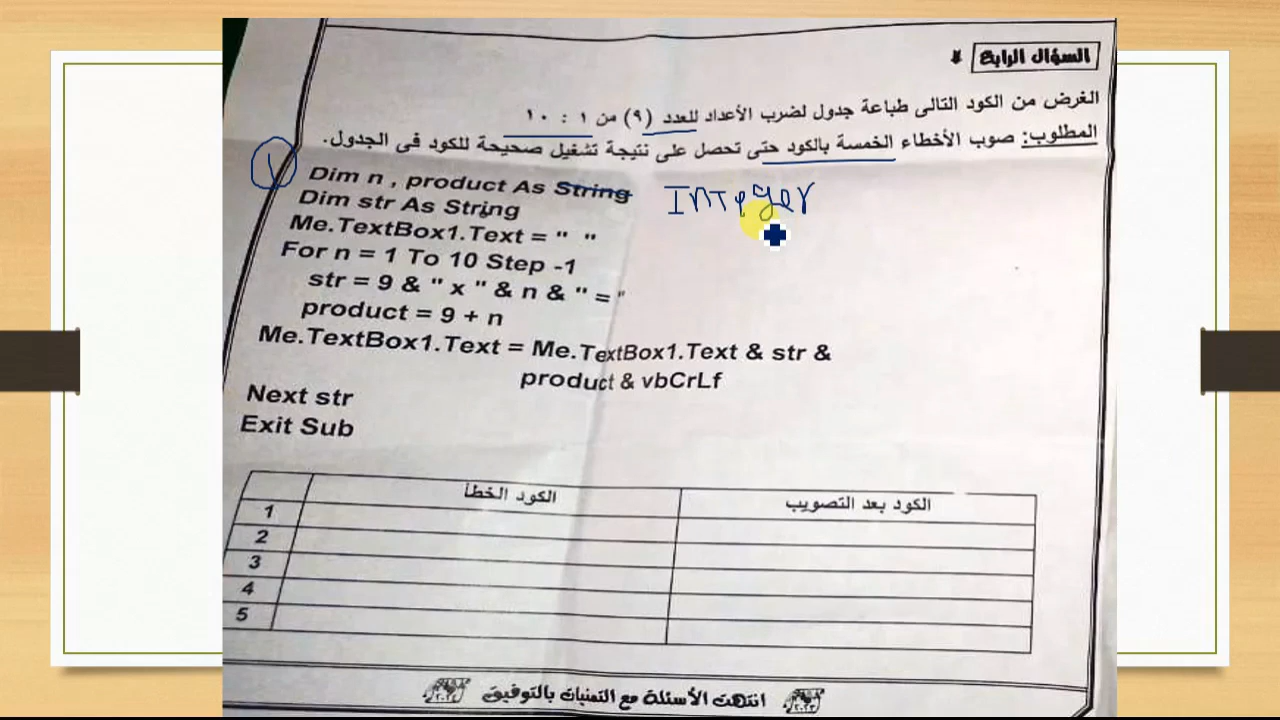 السؤال الرابع
الغرض من الكود التالى طباعة جدول لضرب الأعداد للعدد (٩) من ١ : ١٠
المطلوب: صوب الأخطاء الخمسة بالكود حتى تحصل على نتيجة تشغيل صحيحة للكود فى الجدول.
١
Dim n , product As String INTeger
Dim str As String
Me.TextBox1.Text = " "
For n = 1 To 10 Step -1
str = 9 & " x " & n & " = "
product = 9 + n
Me.TextBox1.Text = Me.TextBox1.Text & str &
product & vbCrLf
Next str
Exit Sub
الكود الخطأ الكود بعد التصويب
1
2
3
4
5
انتهت الأسئلة مع التمنيات بالتوفيق